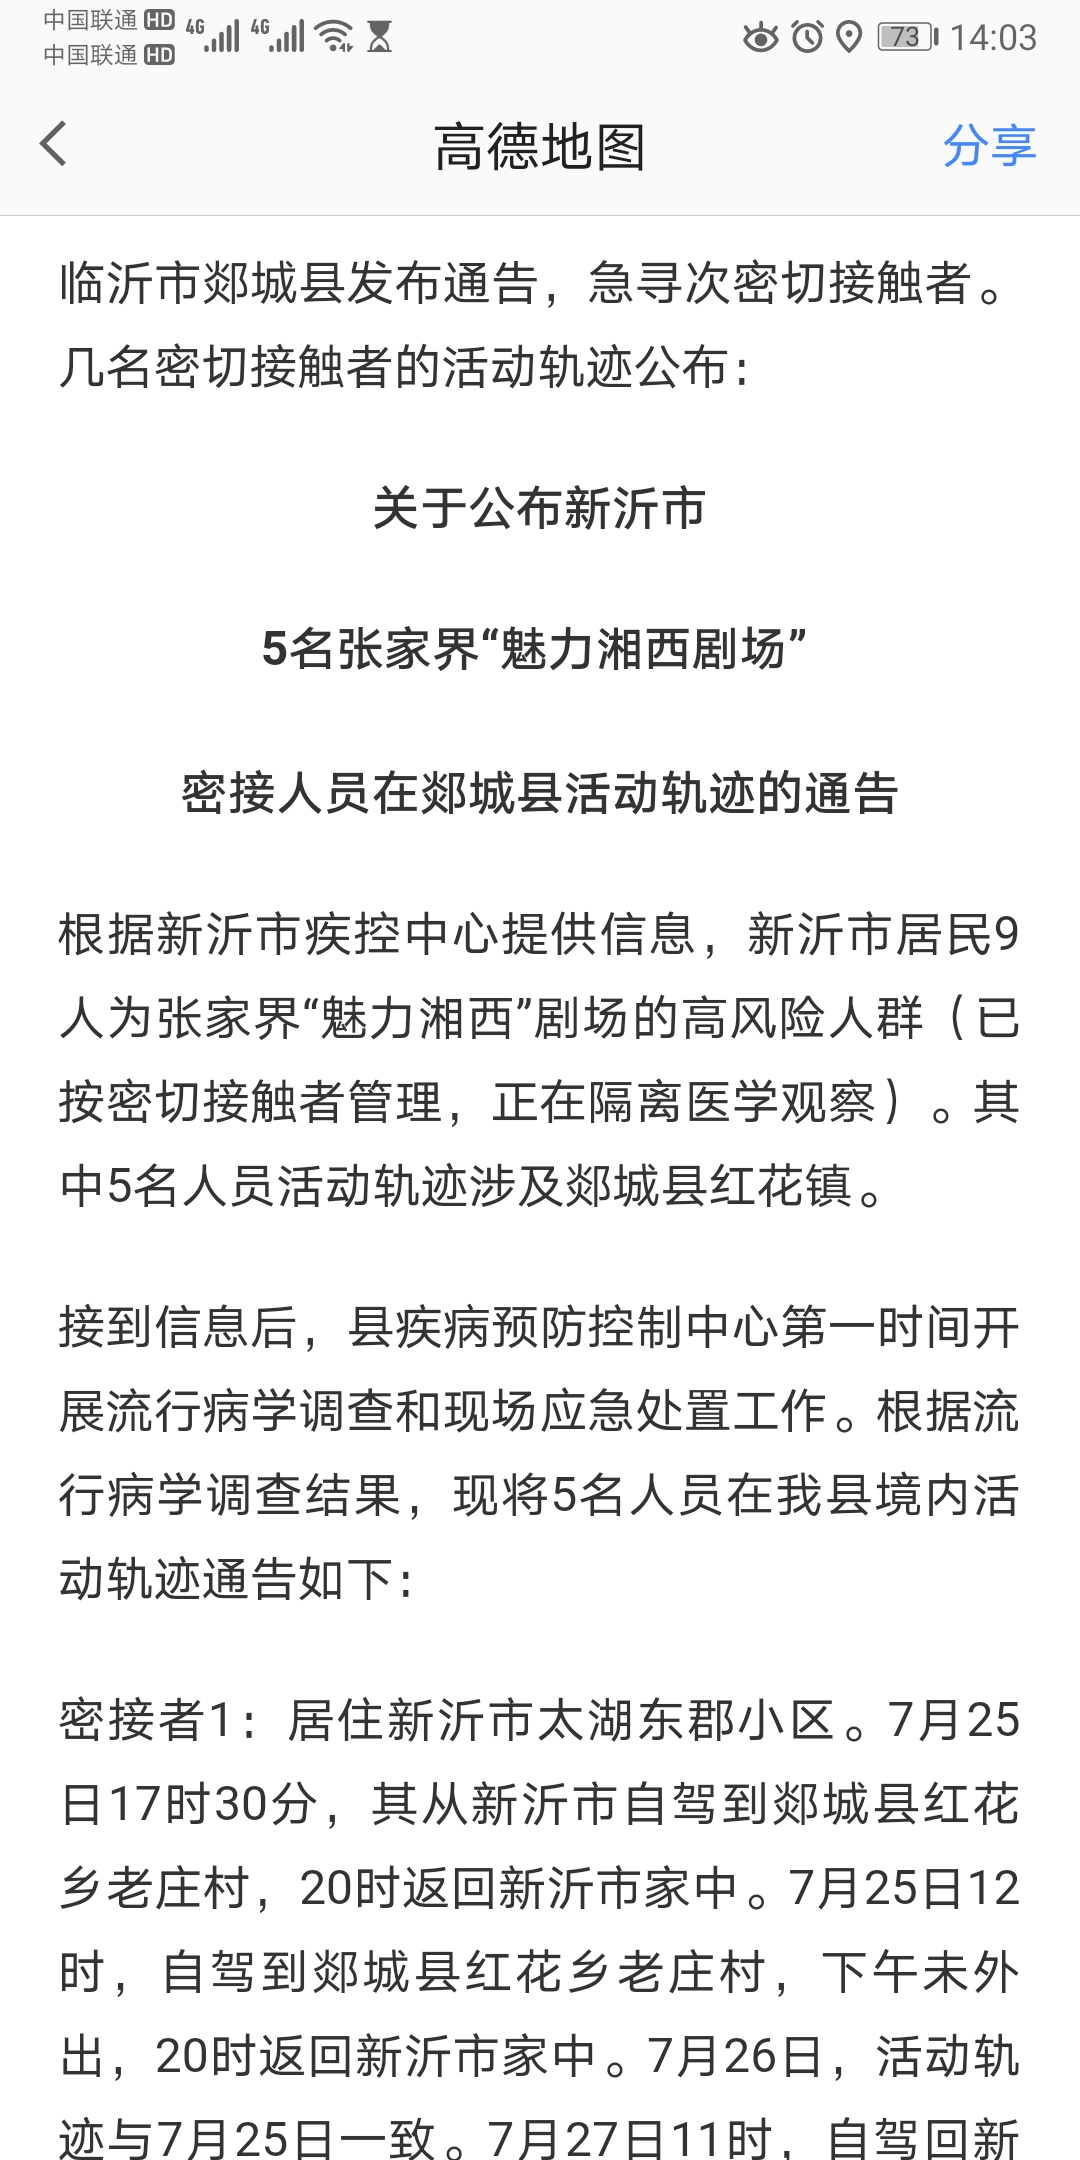 中国联通 HD 4G 4G 73 14:03
中国联通 HD
高德地图 分享
临沂市郯城县发布通告，急寻次密切接触者。
几名密切接触者的活动轨迹公布：
关于公布新沂市
5名张家界“魅力湘西剧场”
密接人员在郯城县活动轨迹的通告
根据新沂市疾控中心提供信息，新沂市居民9
人为张家界“魅力湘西”剧场的高风险人群（已
按密切接触者管理，正在隔离医学观察）。其
中5名人员活动轨迹涉及郯城县红花镇。
接到信息后，县疾病预防控制中心第一时间开
展流行病学调查和现场应急处置工作。根据流
行病学调查结果，现将5名人员在我县境内活
动轨迹通告如下：
密接者1：居住新沂市太湖东郡小区。7月25
日17时30分，其从新沂市自驾到郯城县红花
乡老庄村，20时返回新沂市家中。7月25日12
时，自驾到郯城县红花乡老庄村，下午未外
出，20时返回新沂市家中。7月26日，活动轨
迹与7月25日一致。7月27日11时，自驾回新